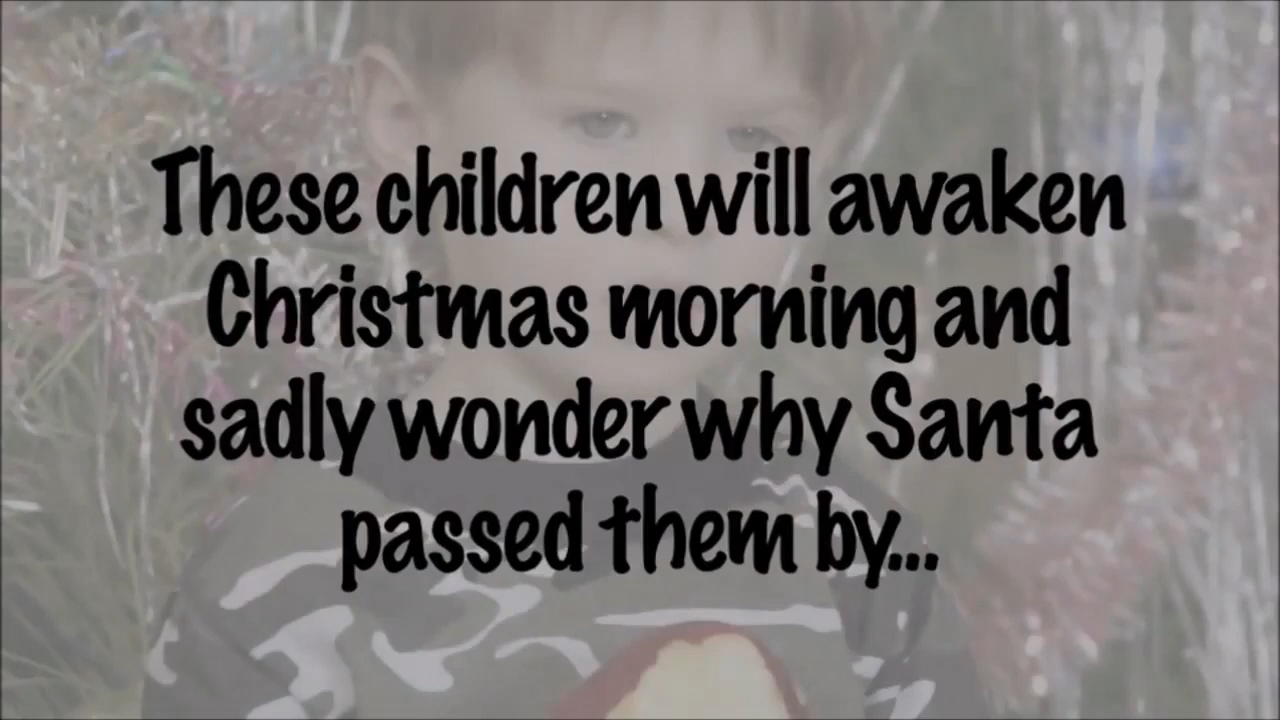 These children will awaken
Christmas morning and
sadly wonder why Santa
passed them by...